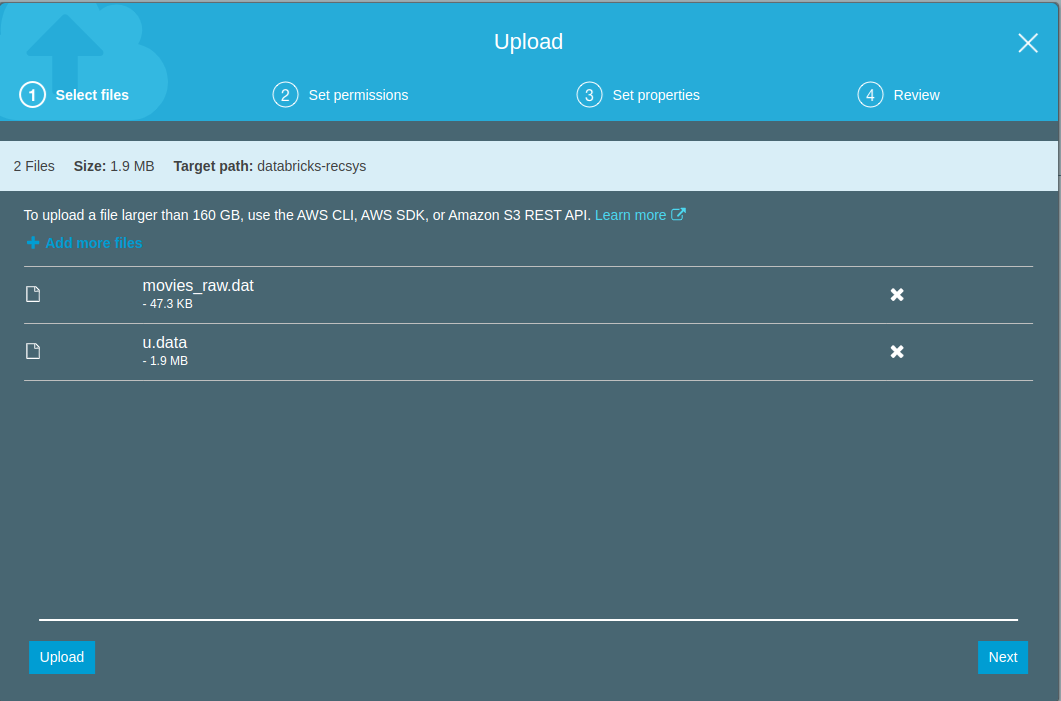 Upload
1 Select files 2 Set permissions 3 Set properties 4 Review
2 Files Size: 1.9 MB Target path: databricks-recsys
To upload a file larger than 160 GB, use the AWS CLI, AWS SDK, or Amazon S3 REST API. Learn more
Add more files
movies_raw.dat
- 47.3 KB
u.data
- 1.9 MB
Upload Next